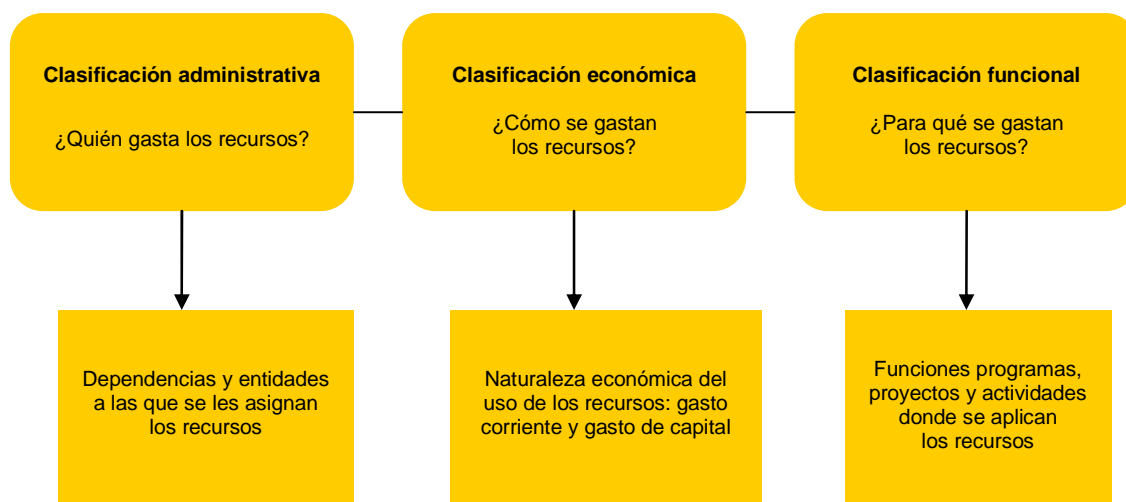 Clasificación administrativa
¿Quién gasta los recursos?
Clasificación económica
¿Cómo se gastan
los recursos?
Clasificación funcional
¿Para qué se gastan
los recursos?
Dependencias y entidades
a las que se les asignan
los recursos
Naturaleza económica del
uso de los recursos: gasto
corriente y gasto de capital
Funciones programas,
proyectos y actividades
donde se aplican
los recursos